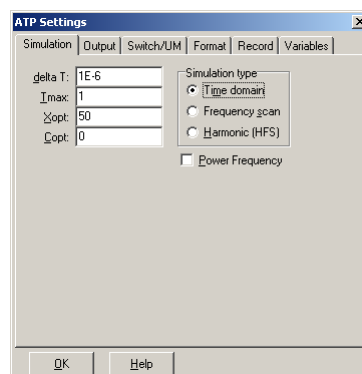 ATP Settings
Simulation Output Switch/UM Format Record Variables
delta T: 1E-6
Tmax: 1
Xopt: 50
Copt: 0
Simulation type
Time domain
Frequency scan
Harmonic (HFS)
Power Frequency
OK Help